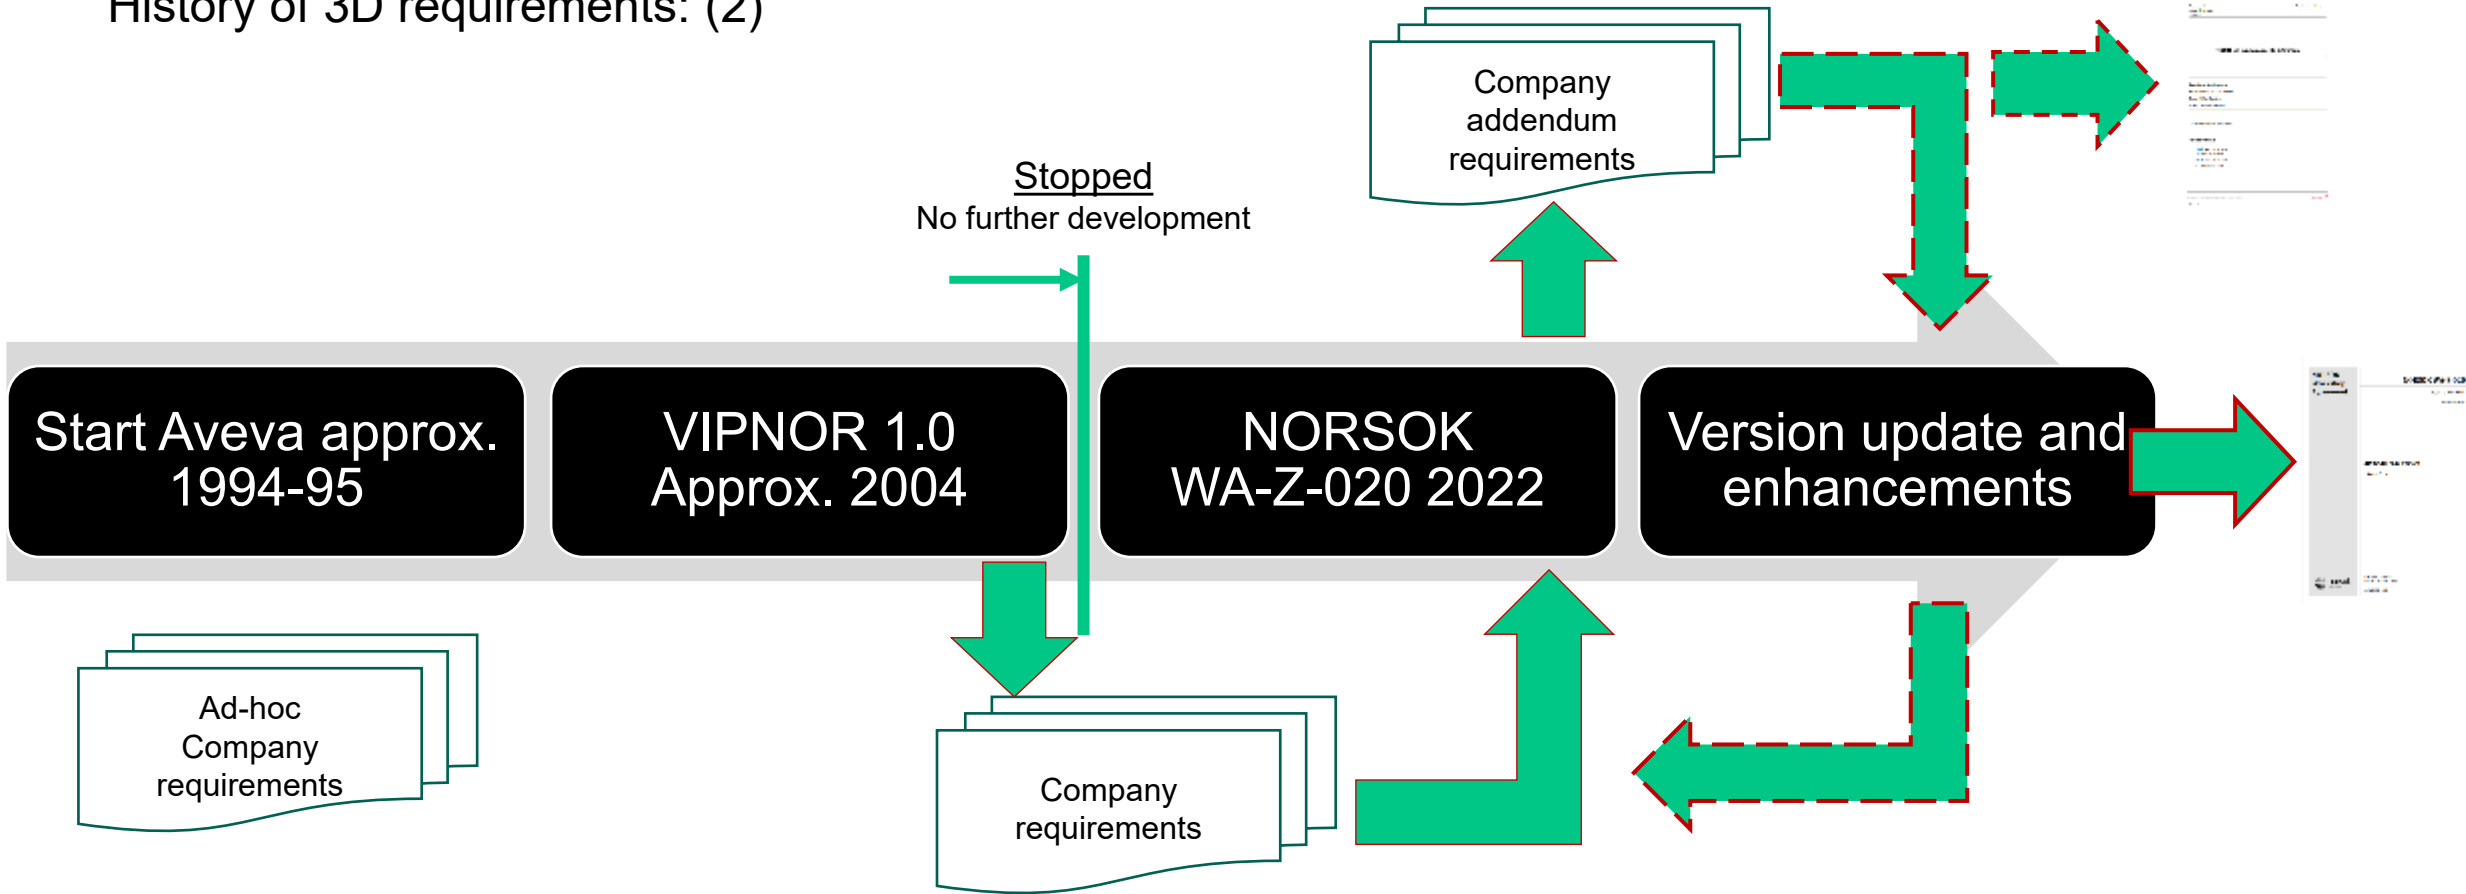 History of 3D requirements: (2)
Company
addendum
requirements
Stopped
No further development
Start Aveva approx.
1994-95
VIPNOR 1.0
Approx. 2004
NORSOK
WA-Z-020 2022
Version update and
enhancements
Ad-hoc
Company
requirements
Company
requirements